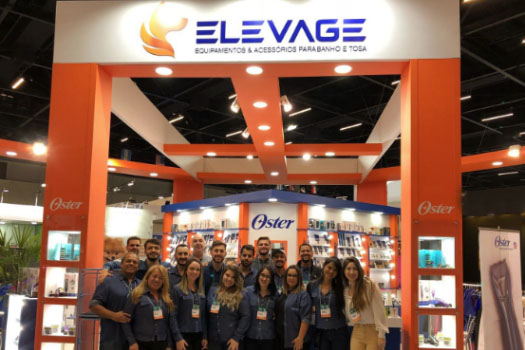 ELEVAGE
EQUIPAMENTOS & ACESSÓRIOS PARA BANHO E TOSA
Oster
Oster
Oster
Oster